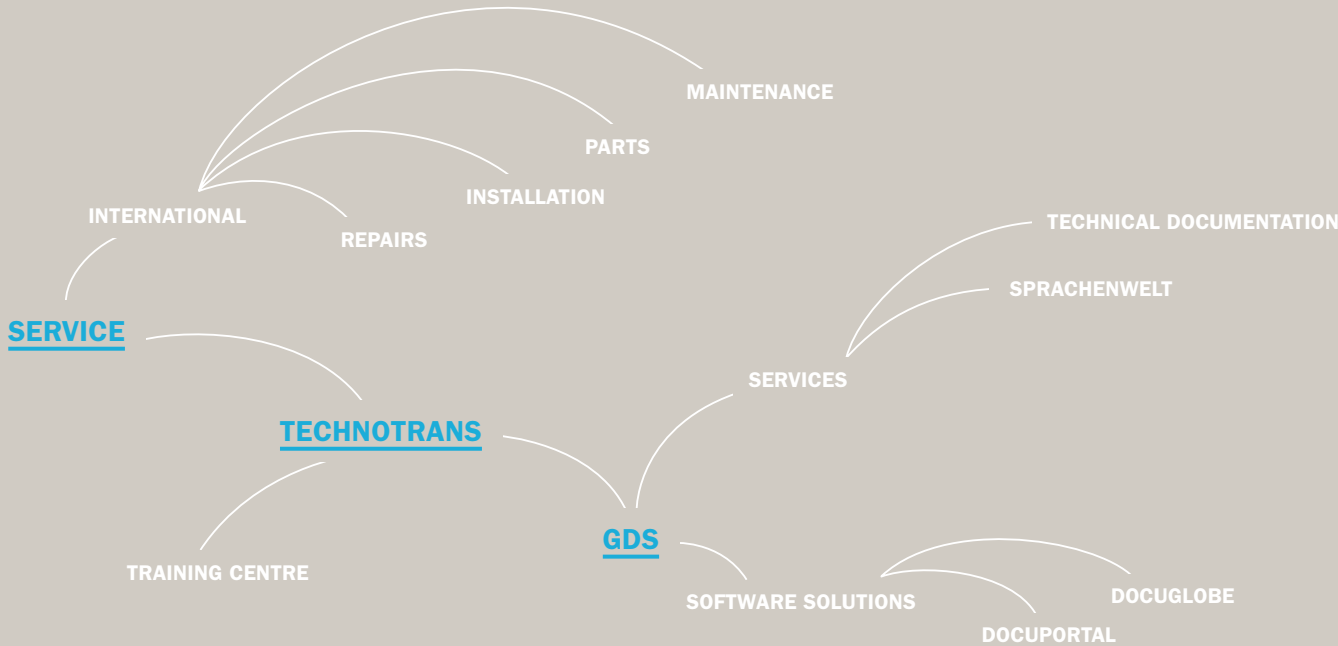 MAINTENANCE
PARTS
INSTALLATION
INTERNATIONAL
REPAIRS
TECHNICAL DOCUMENTATION
SPRACHENWELT
SERVICE
SERVICES
TECHNOTRANS
GDS
TRAINING CENTRE
SOFTWARE SOLUTIONS
DOCUGLOBE
DOCUPORTAL